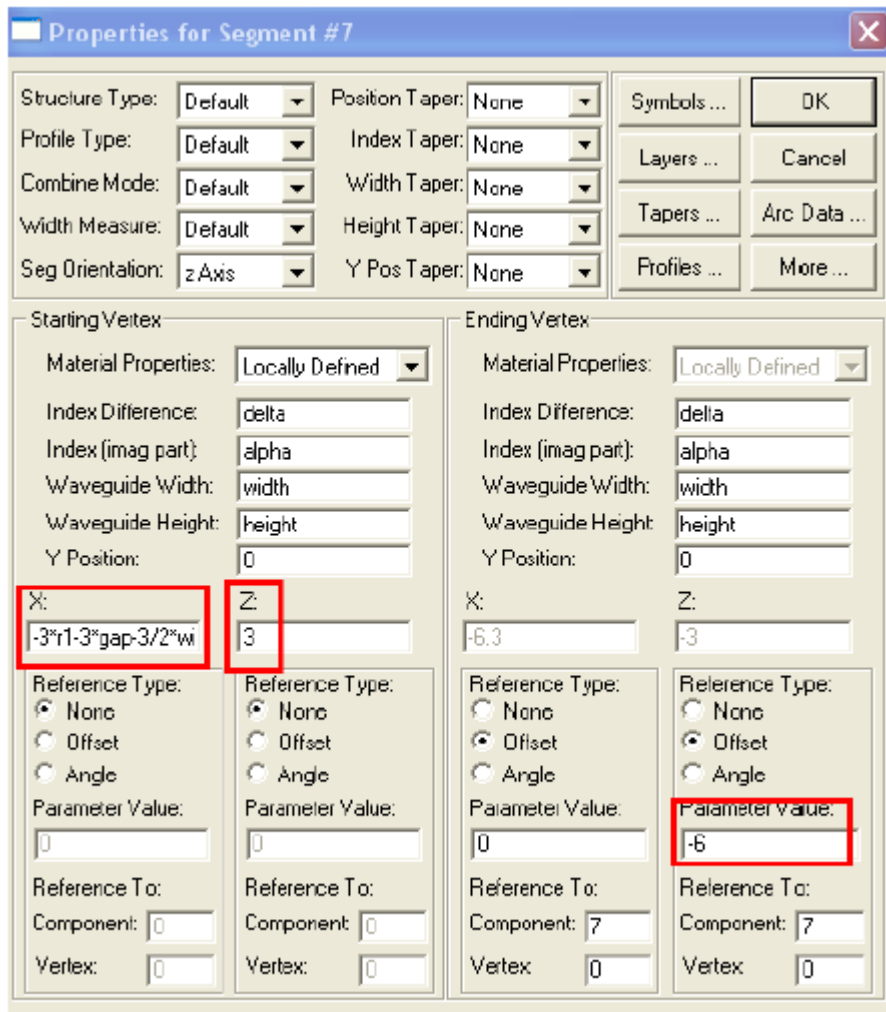 Properties for Segment #7
Structure Type: Default Position Taper: None Symbols ... OK
Profile Type: Default Index Taper: None Layers ... Cancel
Combine Mode: Default Width Taper: None
Width Measure: Default Height Taper: None Tapers ... Arc Data ...
Seg Orientation: z Axis Y Pos Taper: None Profiles ... More ...
Starting Vertex Ending Vertex
Material Properties: Locally Defined Material Properties: Locally Defined
Index Difference: delta Index Difference: delta
Index (imag part): alpha Index (imag part): alpha
Waveguide Width: width Waveguide Width: width
Waveguide Height: height Waveguide Height height
Y Position: 0 Y Position: 0
X: Z: X: Z:
-3*r1-3*gap-3/2*wi 3 -6.3 -3
Reference Type: Reference Type: Reference Type: Reference Type:
None None None None
Offset Offset Offset Offset
Angle Angle Angle Angle
Parameter Value: Parameter Value: Parameter Value: Parameter Value:
0 0 0 -6
Reference To: Reference To: Reference To: Reference To:
Component: 0 Component 0 Component: 7 Component: 7
Vertex: 0 Vertex: 0 Vertex 0 Vertex 0